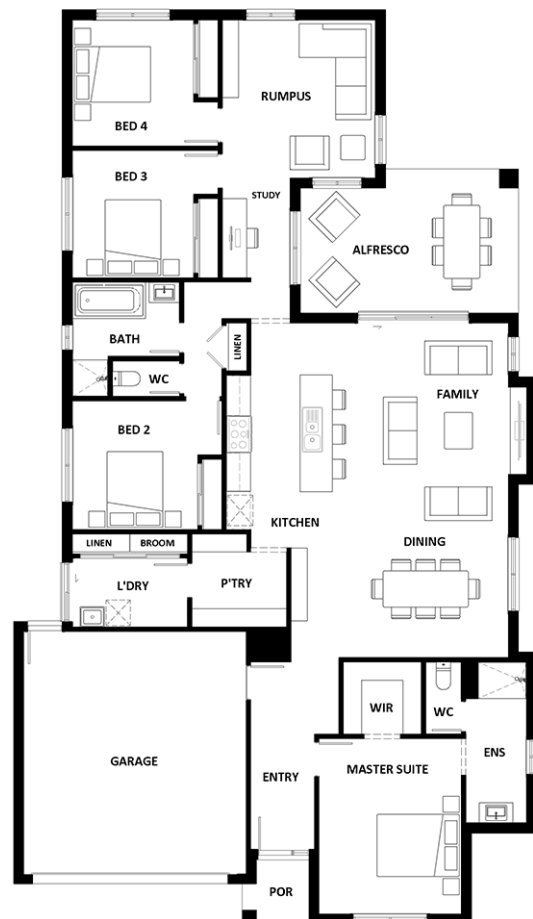 RUMPUS
BED 4
BED 3
STUDY
ALFRESCO
BATH
LINEN
WC
FAMILY
BED 2
KITCHEN
DINING
LINEN
BROOM
L'DRY
P'TRY
WIR
WC
GARAGE
ENS
MASTER SUITE
ENTRY
POR